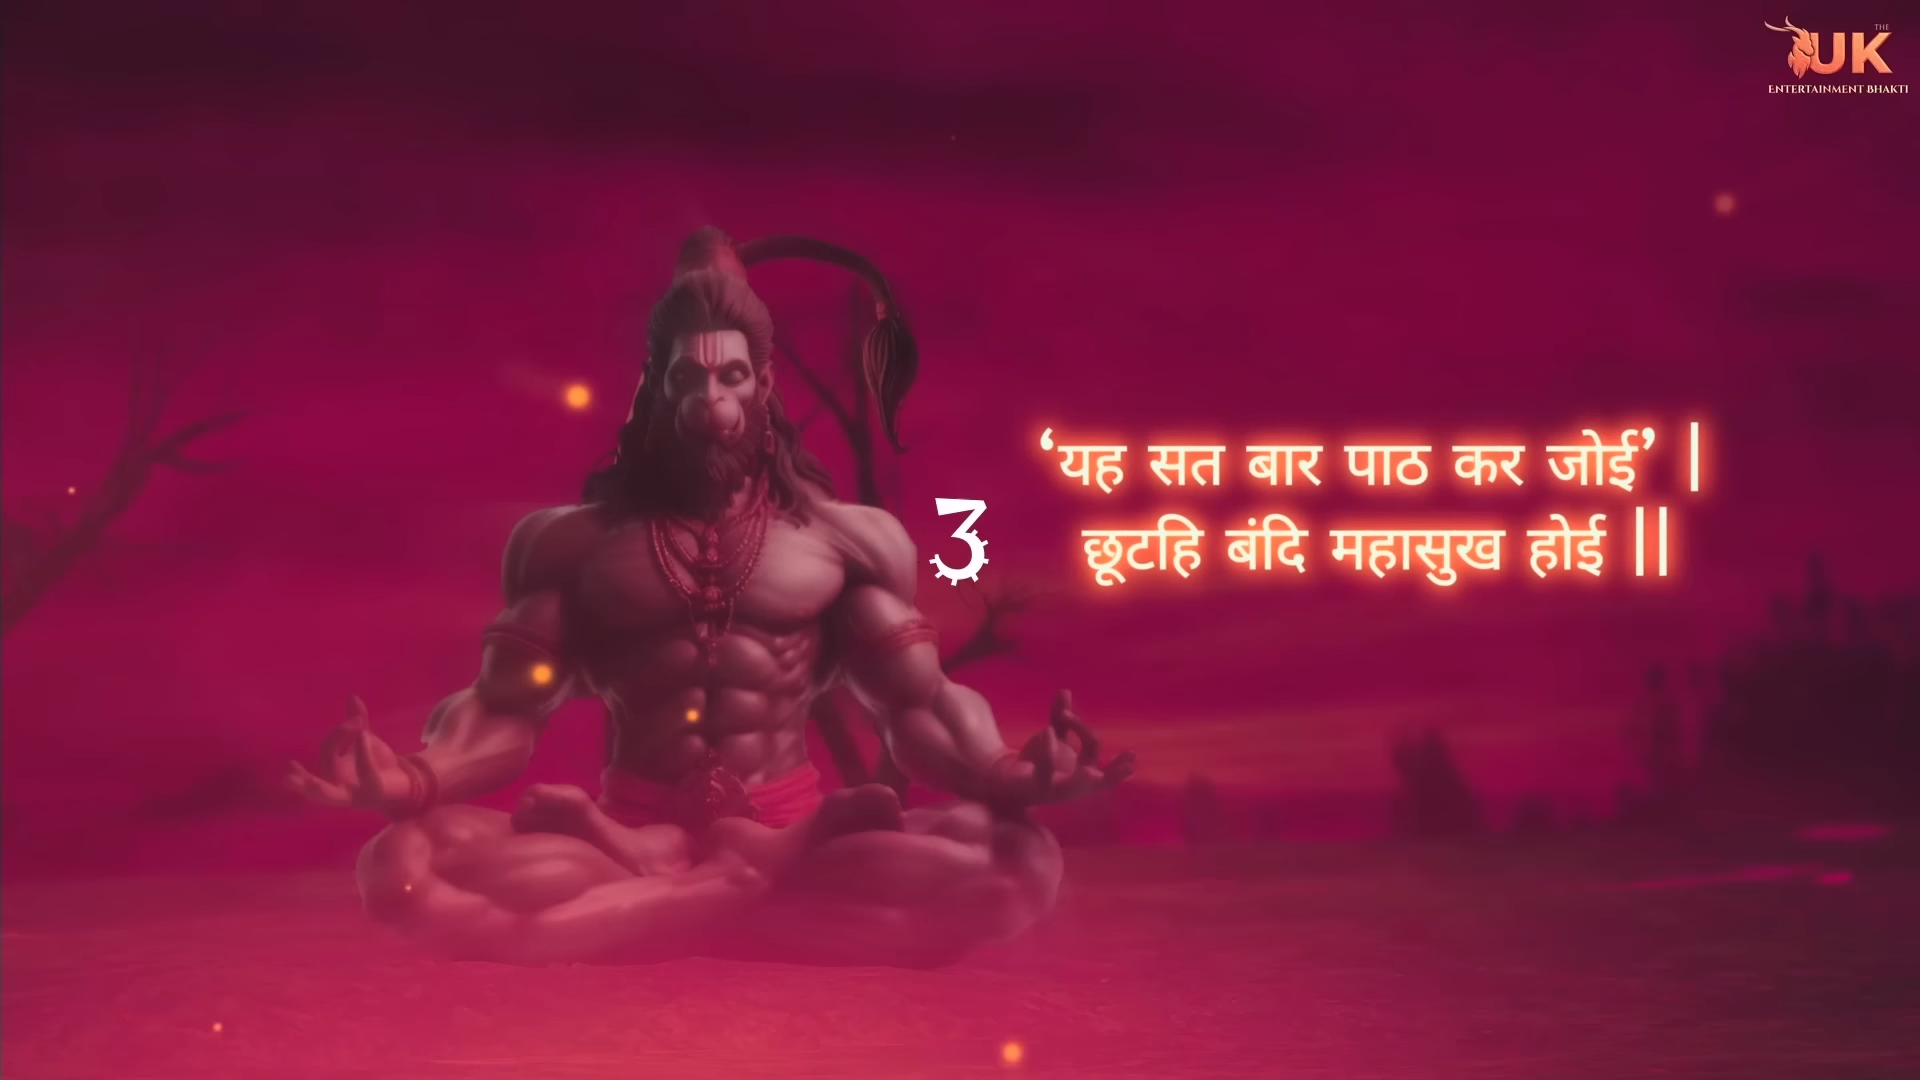 THE
UK
ENTERTAINMENT BHAKTI
‘यह सत बार पाठ कर जोई’ |
छूटहि बंदि महासुख होई ||
3